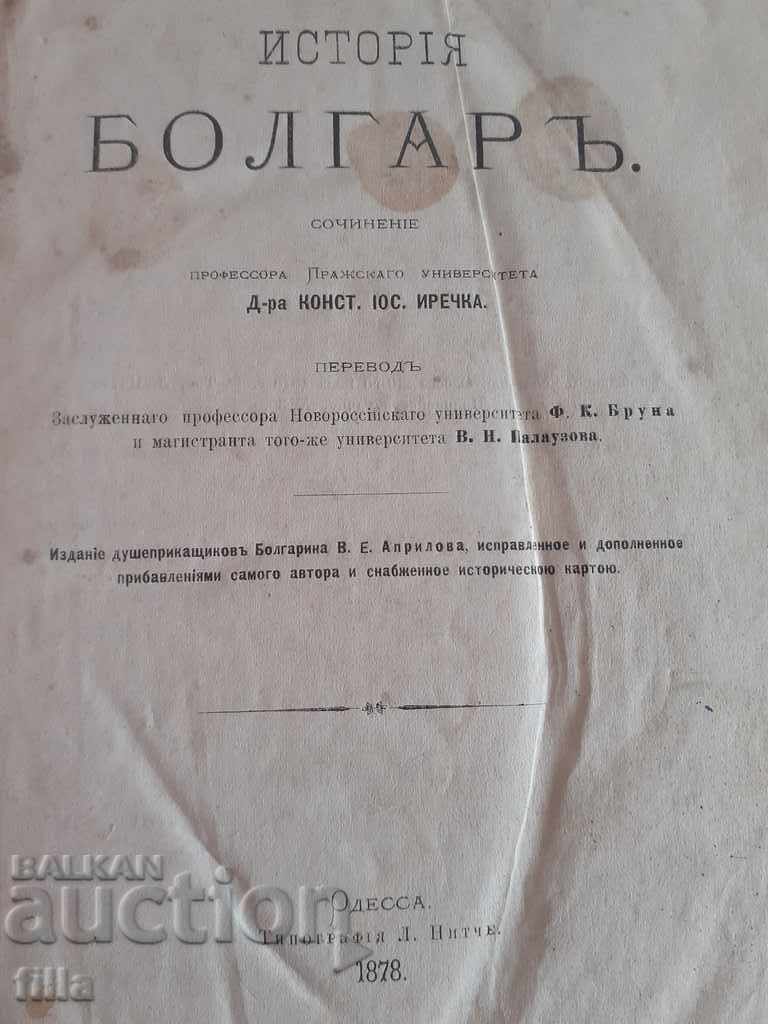 ИСТОРІЯ
БОЛГАРЪ.
СОЧИНЕНІЕ
ПРОФЕССОРА ПРАЖСКАГО УНИВЕРСИТЕТА
Д-ра КОНСТ. ІОС. ИРЕЧКА.
ПЕРЕВОДЪ
Заслуженнаго профессора Новороссійскаго университета Ф. К. Бруна
и магистранта того-же университета В. Н. Палаузова.
Изданіе душеприкащиковъ Болгарина В. Е. Априлова, исправленное и дополненное
прибавленіями самого автора и снабженное историческою картою.
ОДЕССА.
Типографія Л. Нитче.
1878.
BALKAN
auction
filla